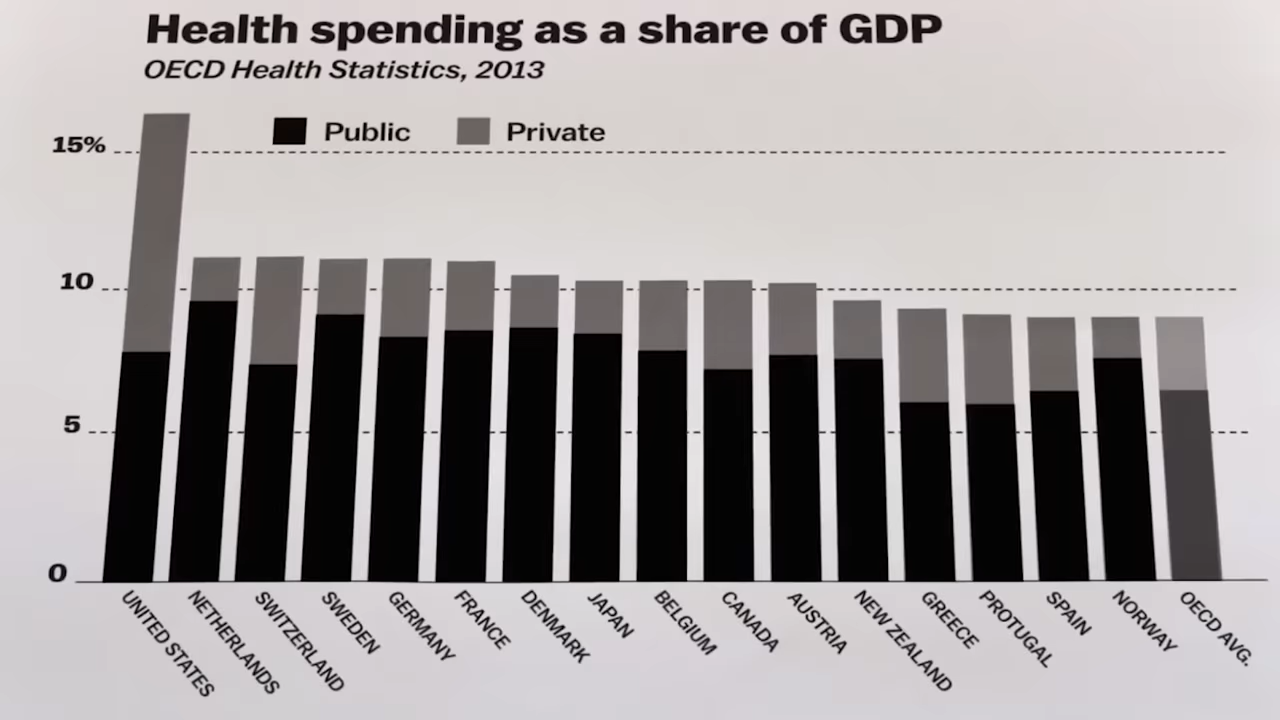 Health spending as a share of GDP
OECD Health Statistics, 2013
Public Private
15%
10
5
0
UNITED STATES
NETHERLANDS
SWITZERLAND
SWEDEN
GERMANY
FRANCE
DENMARK
JAPAN
BELGIUM
CANADA
AUSTRIA
NEW ZEALAND
GREECE
PROTUGAL
SPAIN
NORWAY
OECD AVG.